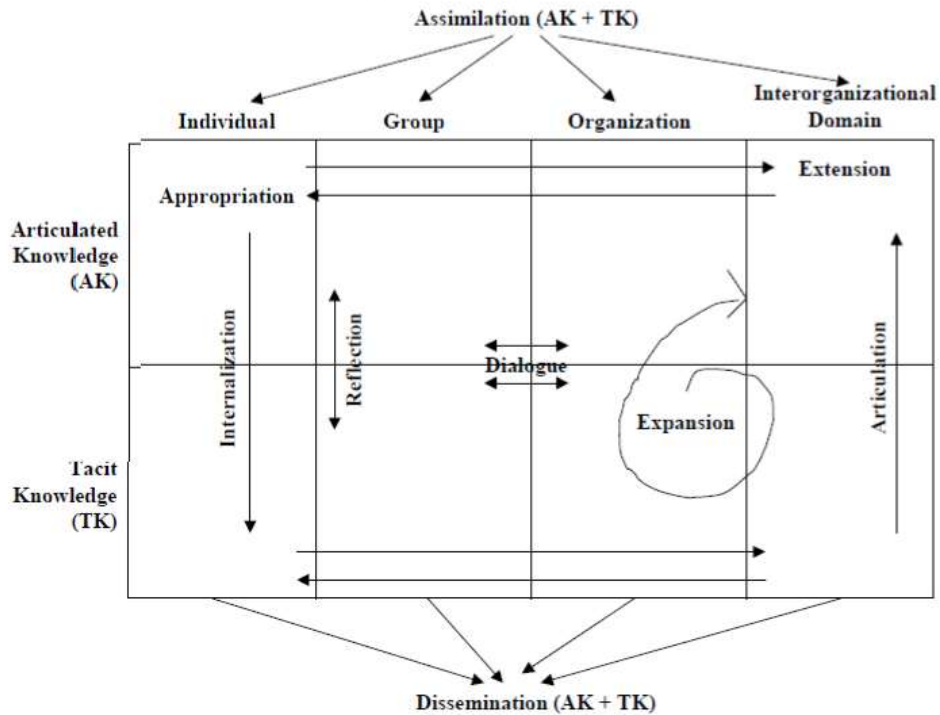 Assimilation (AK + TK)
Individual
Group
Organization
Interorganizational
Domain
Appropriation
Extension
Articulated
Knowledge
(AK)
Internalization
Reflection
Dialogue
Expansion
Articulation
Tacit
Knowledge
(TK)
Dissemination (AK + TK)